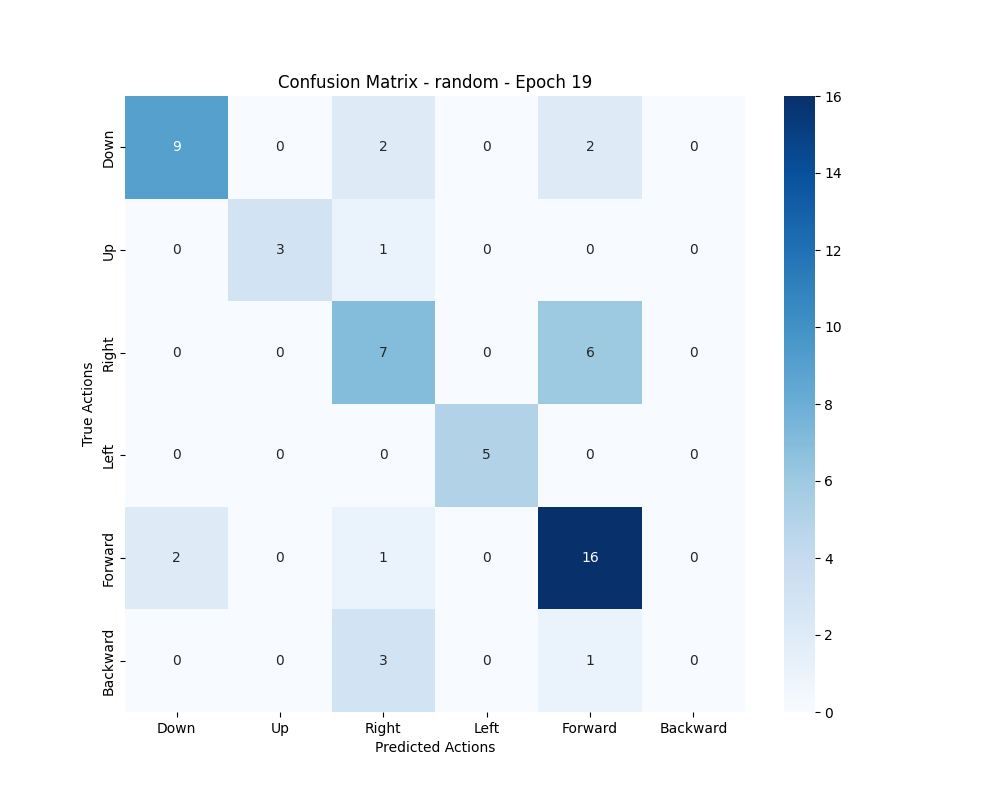 Confusion Matrix - random - Epoch 19
True Actions
Down 9 0 2 0 2 0
Up 0 3 1 0 0 0
Right 0 0 7 0 6 0
Left 0 0 0 5 0 0
Forward 2 0 1 0 16 0
Backward 0 0 3 0 1 0
Down Up Right Left Forward Backward
Predicted Actions
16
14
12
10
8
6
4
2
0